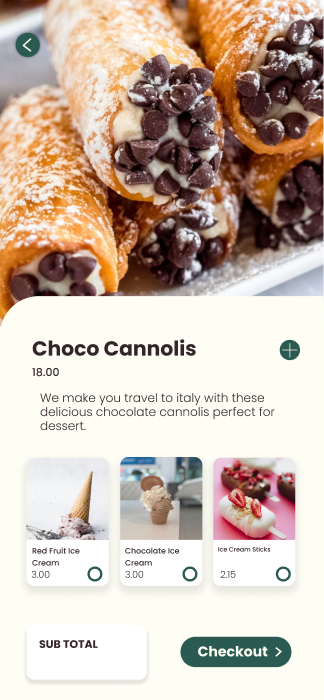 Choco Cannolis
18.00
We make you travel to italy with these
delicious chocolate cannolis perfect for
dessert.
Red Fruit Ice
Cream
3.00
Chocolate Ice
Cream
3.00
Ice Cream Sticks
2.15
SUB TOTAL
Checkout